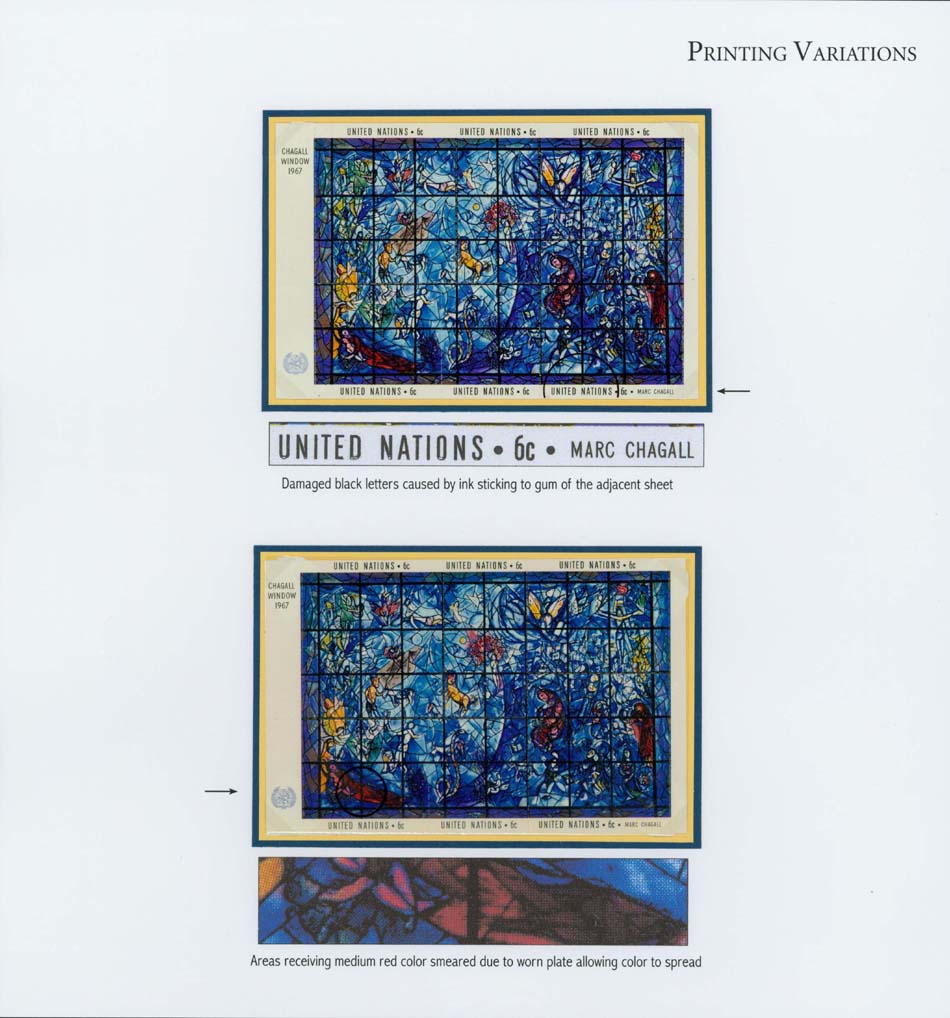 PRINTING VARIATIONS
UNITED NATIONS • 6c UNITED NATIONS • 6c UNITED NATIONS • 6c
CHAGALL
WINDOW
1967
UNITED NATIONS • 6c UNITED NATIONS • 6c UNITED NATIONS • 6c • MARC CHAGALL
UNITED NATIONS • 6c • MARC CHAGALL
Damaged black letters caused by ink sticking to gum of the adjacent sheet
UNITED NATIONS • 6c UNITED NATIONS • 6c UNITED NATIONS • 6c
CHAGALL
WINDOW
1967
UNITED NATIONS • 6c UNITED NATIONS • 6c UNITED NATIONS • 6c • MARC CHAGALL
Areas receiving medium red color smeared due to worn plate allowing color to spread